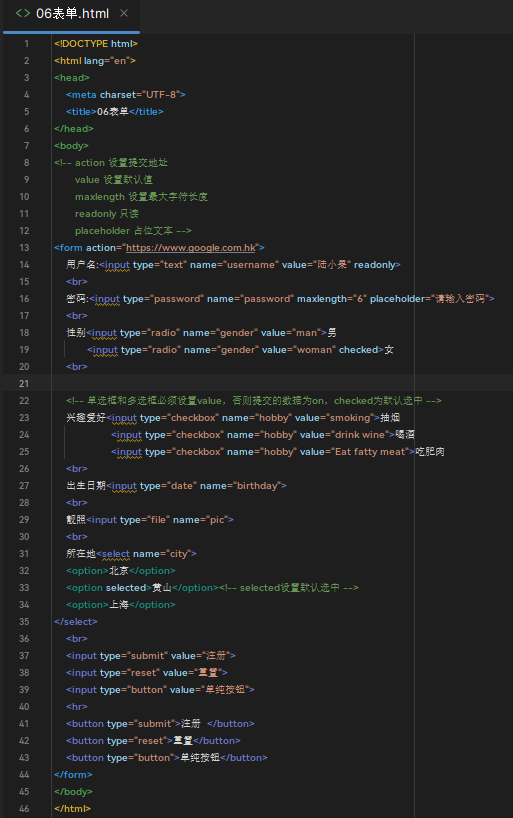 <> 06表单.html ×
1 <!DOCTYPE html>
2 <html lang="en">
3 <head>
4 <meta charset="UTF-8">
5 <title>06表单</title>
6 </head>
7 <body>
8 <!-- action 设置提交地址
9 value 设置默认值
10 maxlength 设置最大字符长度
11 readonly 只读
12 placeholder 占位文本 -->
13 <form action="https://www.google.com.hk">
14 用户名:<input type="text" name="username" value="陆小果" readonly>
15 <br>
16 密码:<input type="password" name="password" maxlength="6" placeholder="请输入密码">
17 <br>
18 性别<input type="radio" name="gender" value="man">男
19 <input type="radio" name="gender" value="woman" checked>女
20 <br>
21
22 <!-- 单选框和多选框必须设置value，否则提交的数据为on，checked为默认选中 -->
23 兴趣爱好<input type="checkbox" name="hobby" value="smoking">抽烟
24 <input type="checkbox" name="hobby" value="drink wine">喝酒
25 <input type="checkbox" name="hobby" value="Eat fatty meat">吃肥肉
26 <br>
27 出生日期<input type="date" name="birthday">
28 <br>
29 靓照<input type="file" name="pic">
30 <br>
31 所在地<select name="city">
32 <option>北京</option>
33 <option selected>黄山</option><!-- selected设置默认选中 -->
34 <option>上海</option>
35 </select>
36 <br>
37 <input type="submit" value="注册">
38 <input type="reset" value="重置">
39 <input type="button" value="单纯按钮">
40 <hr>
41 <button type="submit">注册 </button>
42 <button type="reset">重置</button>
43 <button type="button">单纯按钮</button>
44 </form>
45 </body>
46 </html>